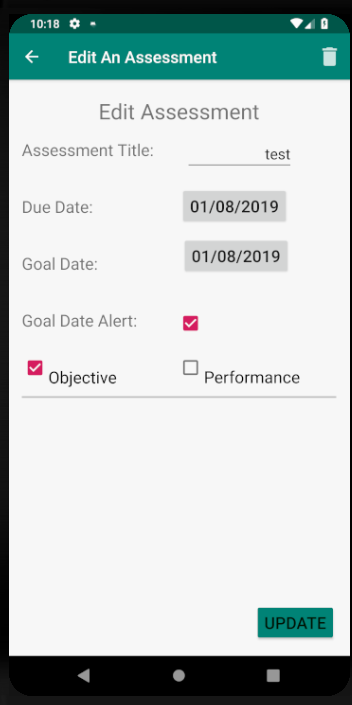 10:18
Edit An Assessment
Edit Assessment
Assessment Title: test
Due Date: 01/08/2019
Goal Date: 01/08/2019
Goal Date Alert:
Objective Performance
UPDATE